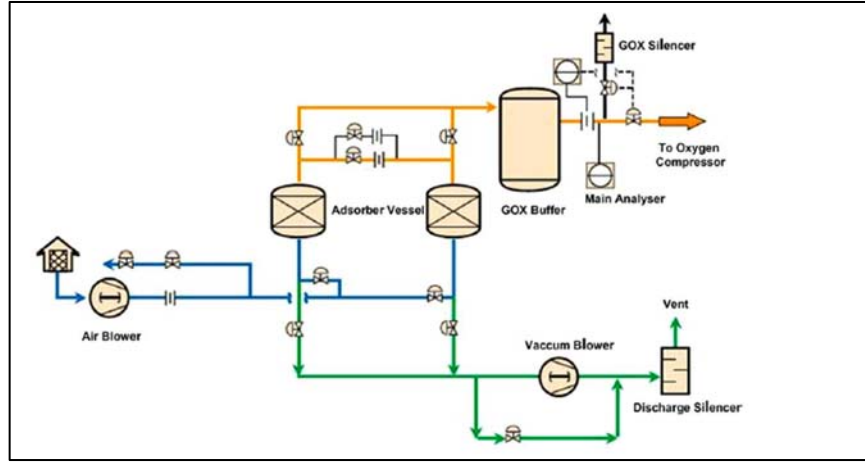 GOX Silencer
To Oxygen
Compressor
Main Analyser
GOX Buffer
Adsorber Vessel
Air Blower
Vaccum Blower
Vent
Discharge Silencer